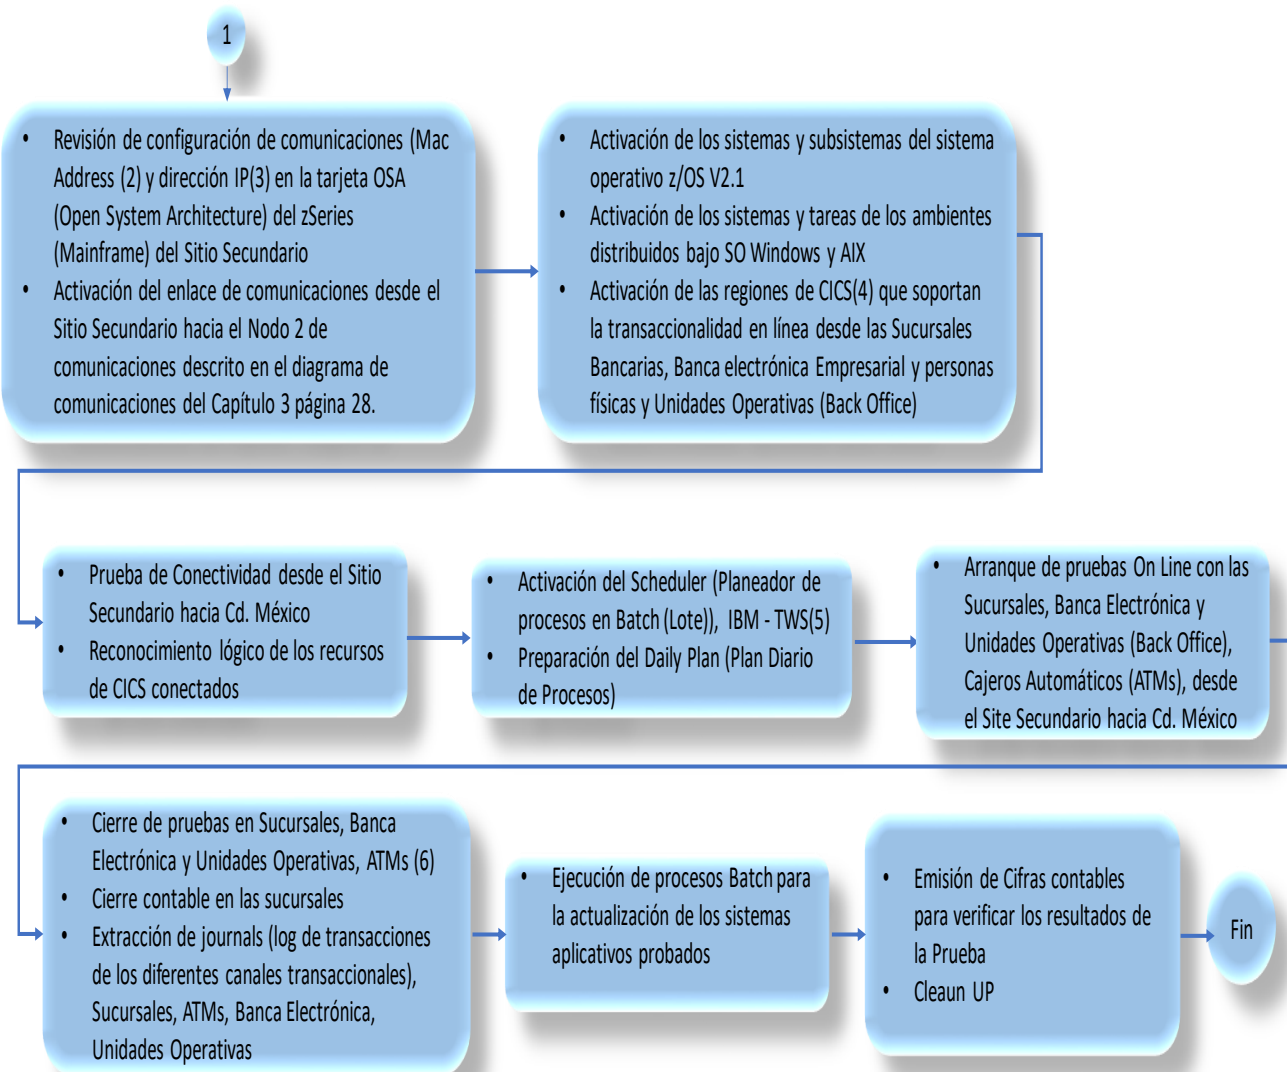 1
• Revisión de configuración de comunicaciones (Mac
Address (2) y dirección IP(3) en la tarjeta OSA
(Open System Architecture) del zSeries
(Mainframe) del Sitio Secundario
• Activación del enlace de comunicaciones desde el
Sitio Secundario hacia el Nodo 2 de
comunicaciones descrito en el diagrama de
comunicaciones del Capítulo 3 página 28.
• Activación de los sistemas y subsistemas del sistema
operativo z/OS V2.1
• Activación de los sistemas y tareas de los ambientes
distribuidos bajo SO Windows y AIX
• Activación de las regiones de CICS(4) que soportan
la transaccionalidad en línea desde las Sucursales
Bancarias, Banca electrónica Empresarial y personas
físicas y Unidades Operativas (Back Office)
• Prueba de Conectividad desde el Sitio
Secundario hacia Cd. México
• Reconocimiento lógico de los recursos
de CICS conectados
• Activación del Scheduler (Planeador de
procesos en Batch (Lote)), IBM - TWS(5)
• Preparación del Daily Plan (Plan Diario
de Procesos)
• Arranque de pruebas On Line con las
Sucursales, Banca Electrónica y
Unidades Operativas (Back Office),
Cajeros Automáticos (ATMs), desde
el Site Secundario hacia Cd. México
• Cierre de pruebas en Sucursales, Banca
Electrónica y Unidades Operativas, ATMs (6)
• Cierre contable en las sucursales
• Extracción de journals (log de transacciones
de los diferentes canales transaccionales),
Sucursales, ATMs, Banca Electrónica,
Unidades Operativas
• Ejecución de procesos Batch para
la actualización de los sistemas
aplicativos probados
• Emisión de Cifras contables
para verificar los resultados de
la Prueba
• Cleaun UP
Fin